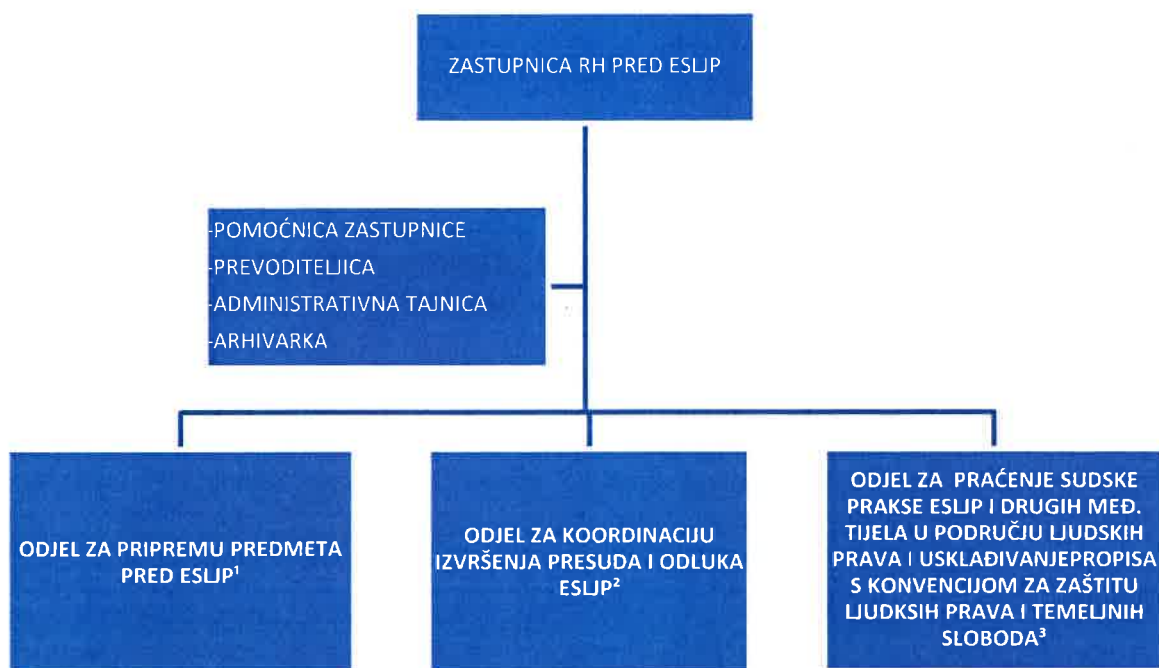 ZASTUPNICA RH PRED ESLJP
-POMOĆNICA ZASTUPNICE
-PREVODITELJICA
-ADMINISTRATIVNA TAJNICA
-ARHIVARKA
ODJEL ZA PRIPREMU PREDMETA
PRED ESLJP¹
ODJEL ZA KOORDINACIJU
IZVRŠENJA PRESUDA I ODLUKA
ESLJP²
ODJEL ZA PRAĆENJE SUDSKE
PRAKSE ESLJP I DRUGIH MEĐ.
TIJELA U PODRUČJU LJUDSKIH
PRAVA I USKLAĐIVANJEPROPISA
S KONVENCIJOM ZA ZAŠTITU
LJUDKSIH PRAVA I TEMELJNIH
SLOBODA³